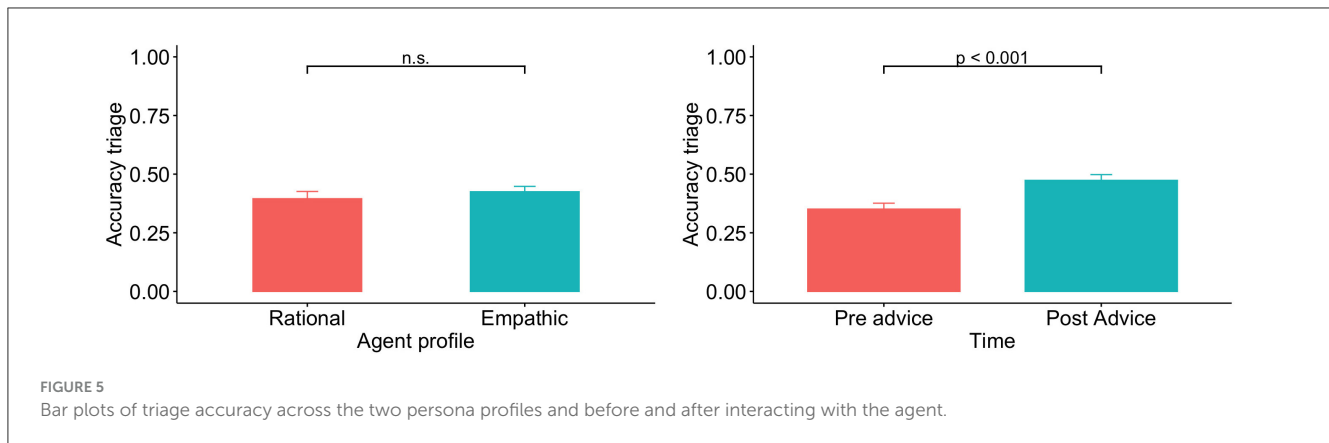 n.s.
1.00
0.75
0.50
0.25
0.00
Accuracy triage
Rational Empathic
Agent profile
p < 0.001
1.00
0.75
0.50
0.25
0.00
Accuracy triage
Pre advice Post Advice
Time
FIGURE 5
Bar plots of triage accuracy across the two persona profiles and before and after interacting with the agent.